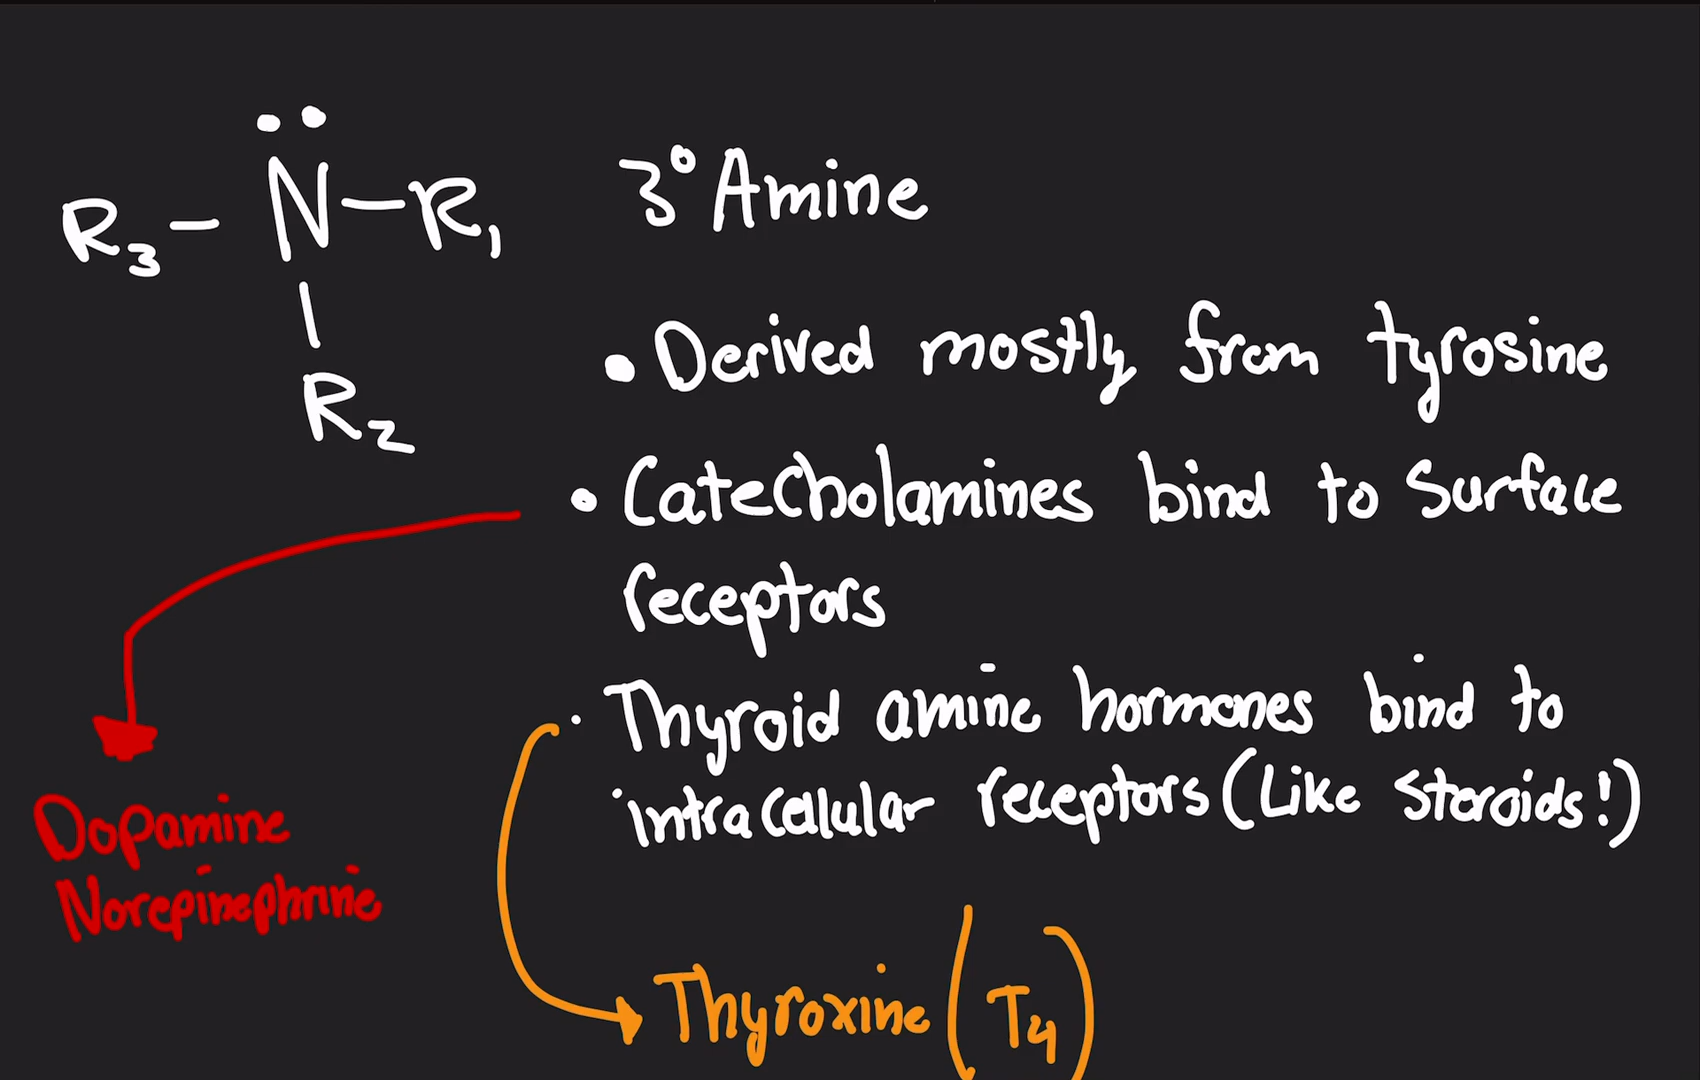 R3 - N - R1
R2
3° Amine
• Derived mostly from tyrosine
• Catecholamines bind to surface
receptors
• Thyroid amine hormones bind to
intracellular receptors (Like Steroids!)
Dopamine
Norepinephrine
Thyroxine (T4)